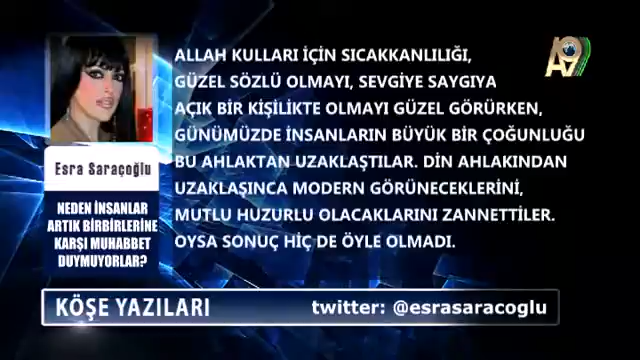 ALLAH KULLARI İÇİN SICAKKANLILIĞI,
GÜZEL SÖZLÜ OLMAYI, SEVGİYE SAYGIYA
AÇIK BİR KİŞİLİKTE OLMAYI GÜZEL GÖRÜRKEN,
GÜNÜMÜZDE İNSANLARIN BÜYÜK BİR ÇOĞUNLUĞU
BU AHLAKTAN UZAKLAŞTILAR. DİN AHLAKINDAN
UZAKLAŞINCA MODERN GÖRÜNECEKLERİNİ,
MUTLU HUZURLU OLACAKLARINI ZANNETTİLER.
OYSA SONUÇ HİÇ DE ÖYLE OLMADI.
A9
Esra Saraçoğlu
NEDEN İNSANLAR
ARTIK BİRBİRLERİNE
KARŞI MUHABBET
DUYMUYORLAR?
KÖŞE YAZILARI
twitter: @esrasaracoglu